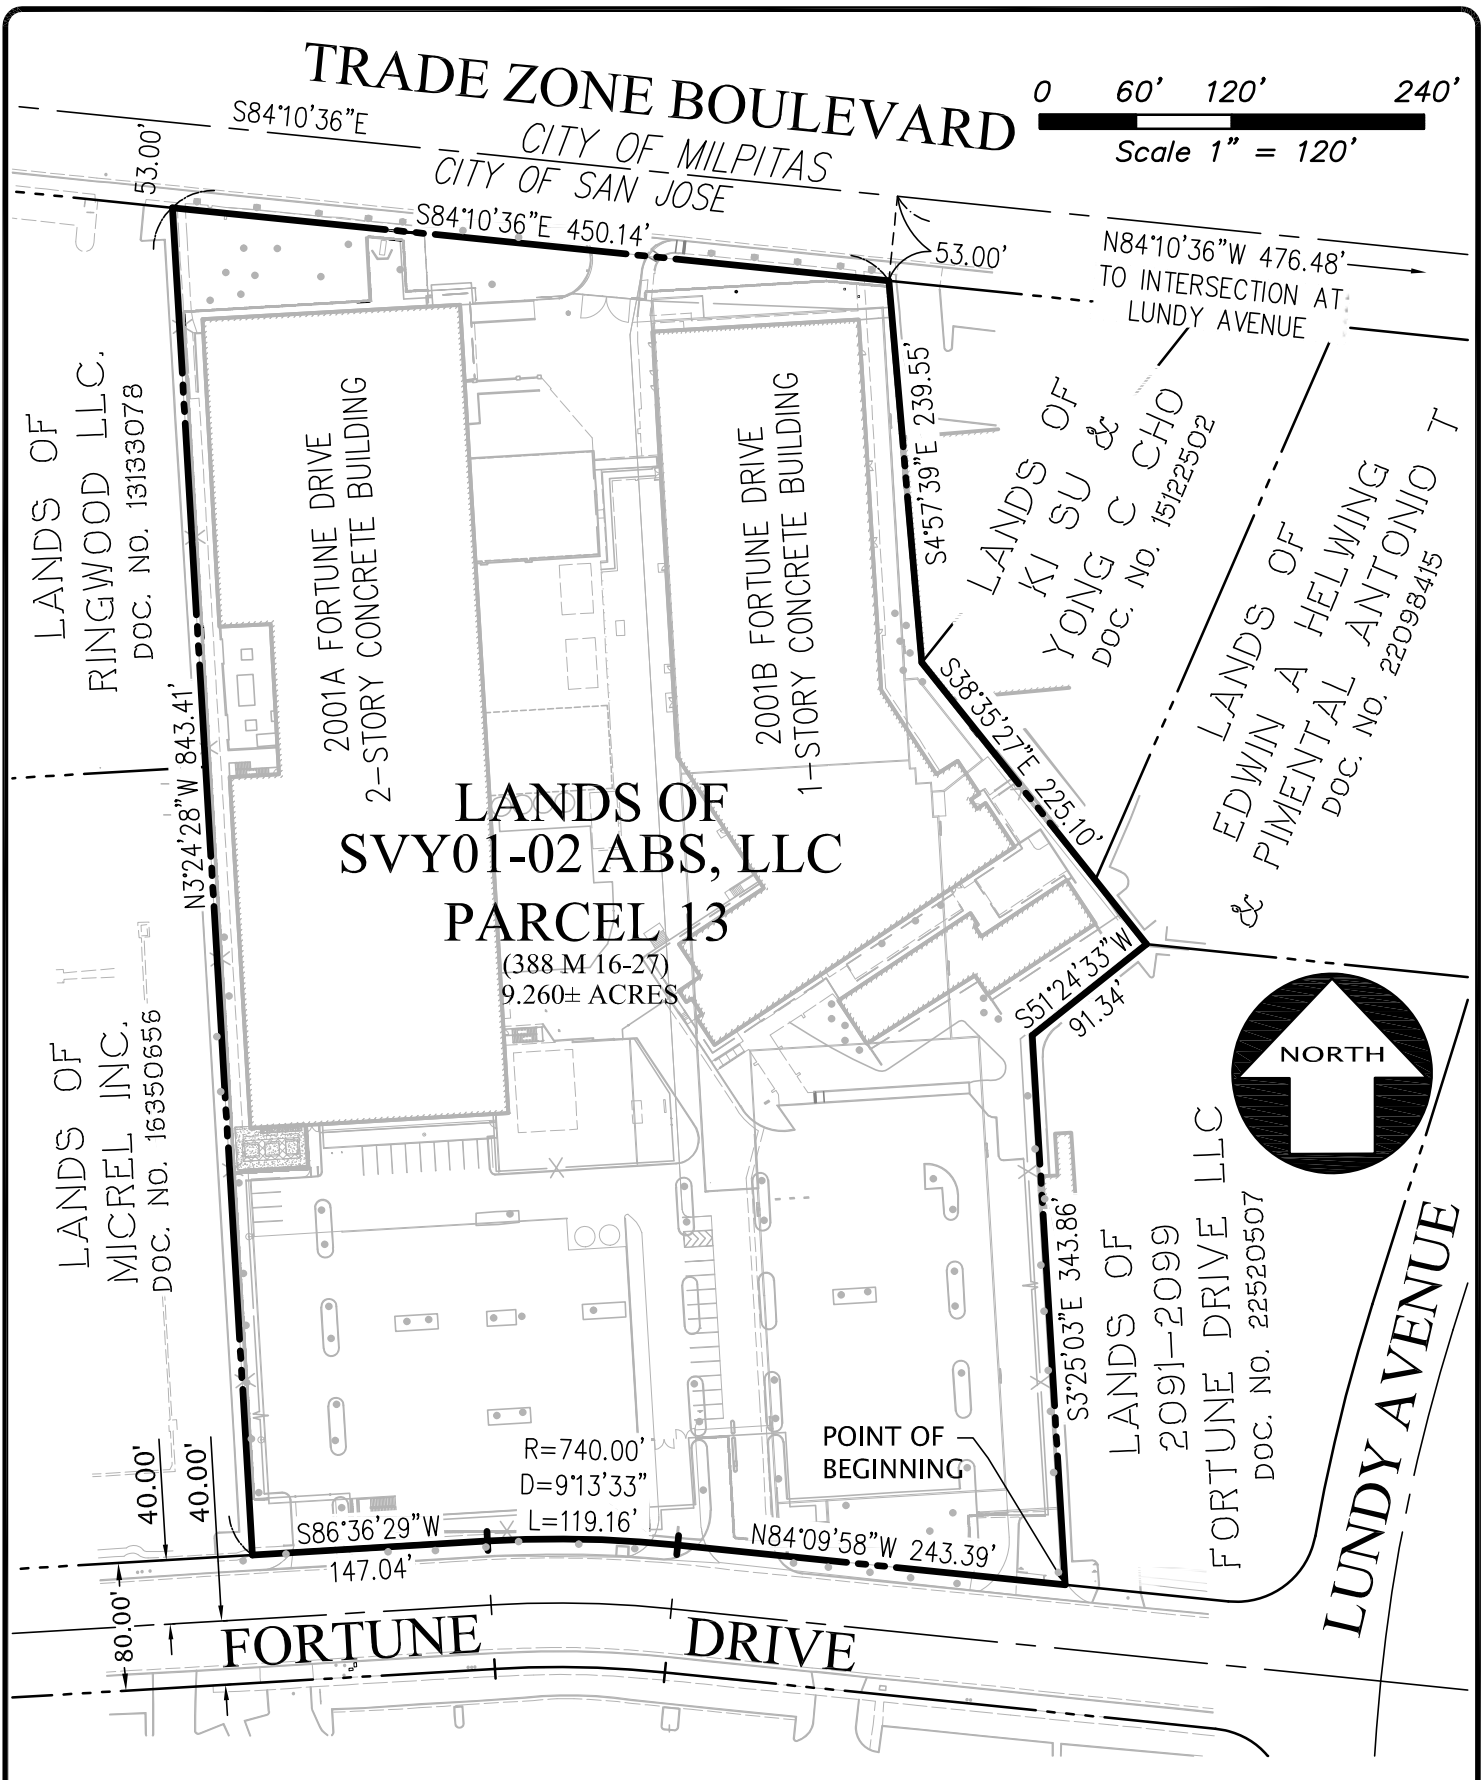 TRADE ZONE BOULEVARD
0 60' 120' 240'
Scale 1" = 120'
S84°10'36"E
CITY OF MILPITAS
CITY OF SAN JOSE
53.00'
S84°10'36"E 450.14'
53.00'
N84°10'36"W 476.48'
TO INTERSECTION AT
LUNDY AVENUE
LANDS OF
RINGWOOD LLC.
DOC. NO. 13133078
2001A FORTUNE DRIVE
2-STORY CONCRETE BUILDING
2001B FORTUNE DRIVE
1-STORY CONCRETE BUILDING
S4°57'39"E 239.55'
LANDS OF
KI SU &
YONG C CHO
DOC. NO. 15122502
LANDS OF
EDWIN A HELWING
& PIMENTAL ANTONIO T
DOC. NO. 22098415
N3°24'28"W 843.41'
S38°35'27"E 225.10'
LANDS OF
SVY01-02 ABS, LLC
PARCEL 13
(388 M 16-27)
9.260± ACRES
S51°24'33"W
91.34'
NORTH
LANDS OF
MICREL INC.
DOC. NO. 16350656
S3°25'03"E 343.86'
LANDS OF
2091-2099
FORTUNE DRIVE LLC
DOC. NO. 22520507
LUNDY AVENUE
POINT OF
BEGINNING
R=740.00'
D=9°13'33"
L=119.16'
40.00'
40.00'
S86°36'29"W
147.04'
N84°09'58"W 243.39'
80.00'
FORTUNE DRIVE